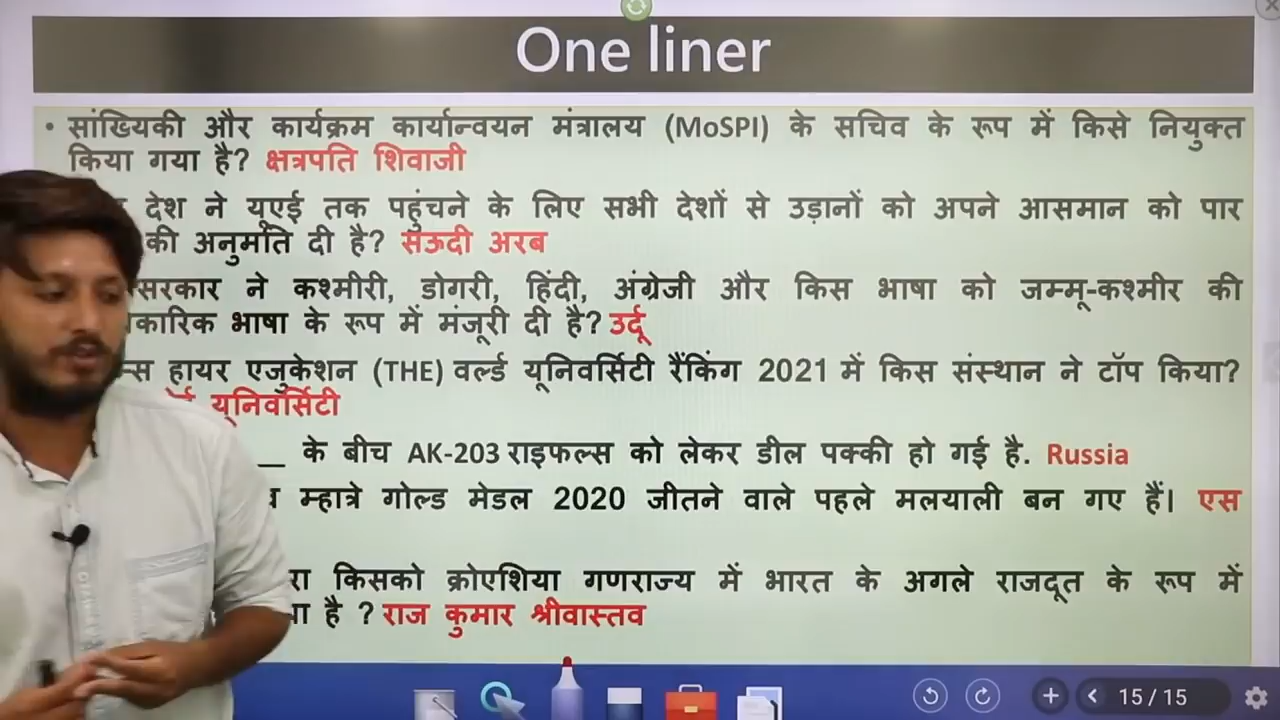 One liner
• सांख्यिकी और कार्यक्रम कार्यान्वयन मंत्रालय (MoSPI) के सचिव के रूप में किसे नियुक्त
किया गया है? क्षत्रपति शिवाजी
देश ने यूएई तक पहुंचने के लिए सभी देशों से उड़ानों को अपने आसमान को पार
की अनुमति दी है? सऊदी अरब
सरकार ने कश्मीरी, डोगरी, हिंदी, अंग्रेजी और किस भाषा को जम्मू-कश्मीर की
कारिक भाषा के रूप में मंजूरी दी है? उर्दू
स हायर एजुकेशन (THE) वर्ल्ड यूनिवर्सिटी रैंकिंग 2021 में किस संस्थान ने टॉप किया?
यूनिवर्सिटी
__ के बीच AK-203 राइफल्स को लेकर डील पक्की हो गई है. Russia
म्हात्रे गोल्ड मेडल 2020 जीतने वाले पहले मलयाली बन गए हैं। एस
रा किसको क्रोएशिया गणराज्य में भारत के अगले राजदूत के रूप में
है ? राज कुमार श्रीवास्तव
15 / 15